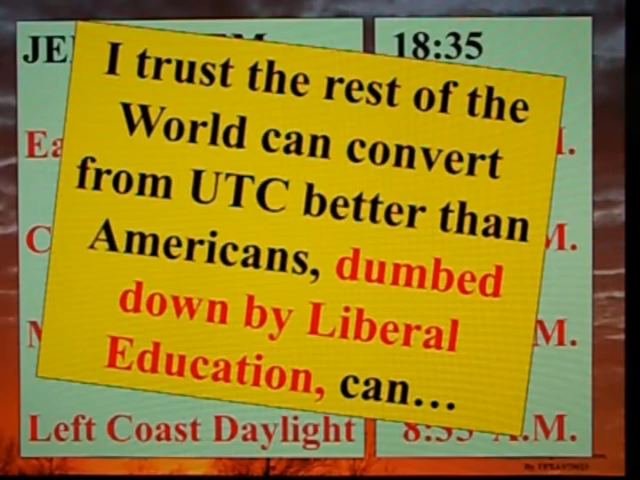 18:35
I trust the rest of the
World can convert
from UTC better than
Americans, dumbed
down by Liberal
Education, can…
Left Coast Daylight